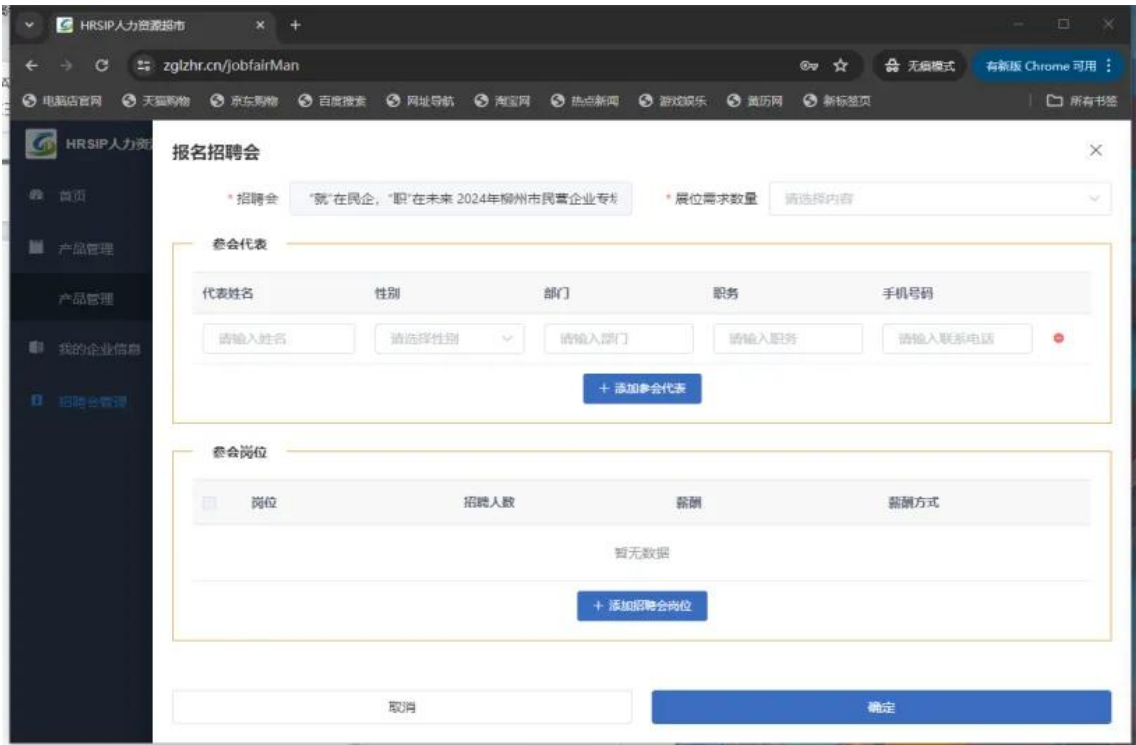 HRSIP人力资源超市
zglzhr.cn/jobfairMan
无痕模式
有新版 Chrome 可用
电脑店官网 天猫购物 京东购物 百度搜索 网址导航 淘宝网 热点新闻 游戏娱乐 黄历网 新标签页 所有书签
HRSIP人力资
首页
产品管理
产品管理
我的企业信息
招聘会管理
报名招聘会
*招聘会 "就"在民企，"职"在未来 2024年柳州市民营企业专场 *展位需求数量 请选择内容
参会代表
代表姓名 性别 部门 职务 手机号码
请输入姓名 请选择性别 请输入部门 请输入职务 请输入联系电话
+ 添加参会代表
参会岗位
岗位 招聘人数 薪酬 薪酬方式
暂无数据
+ 添加招聘会岗位
取消 确定